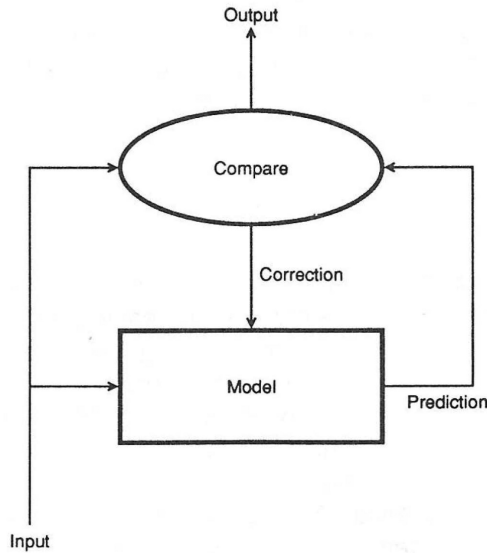 Output
Compare
Correction
Model
Prediction
Input